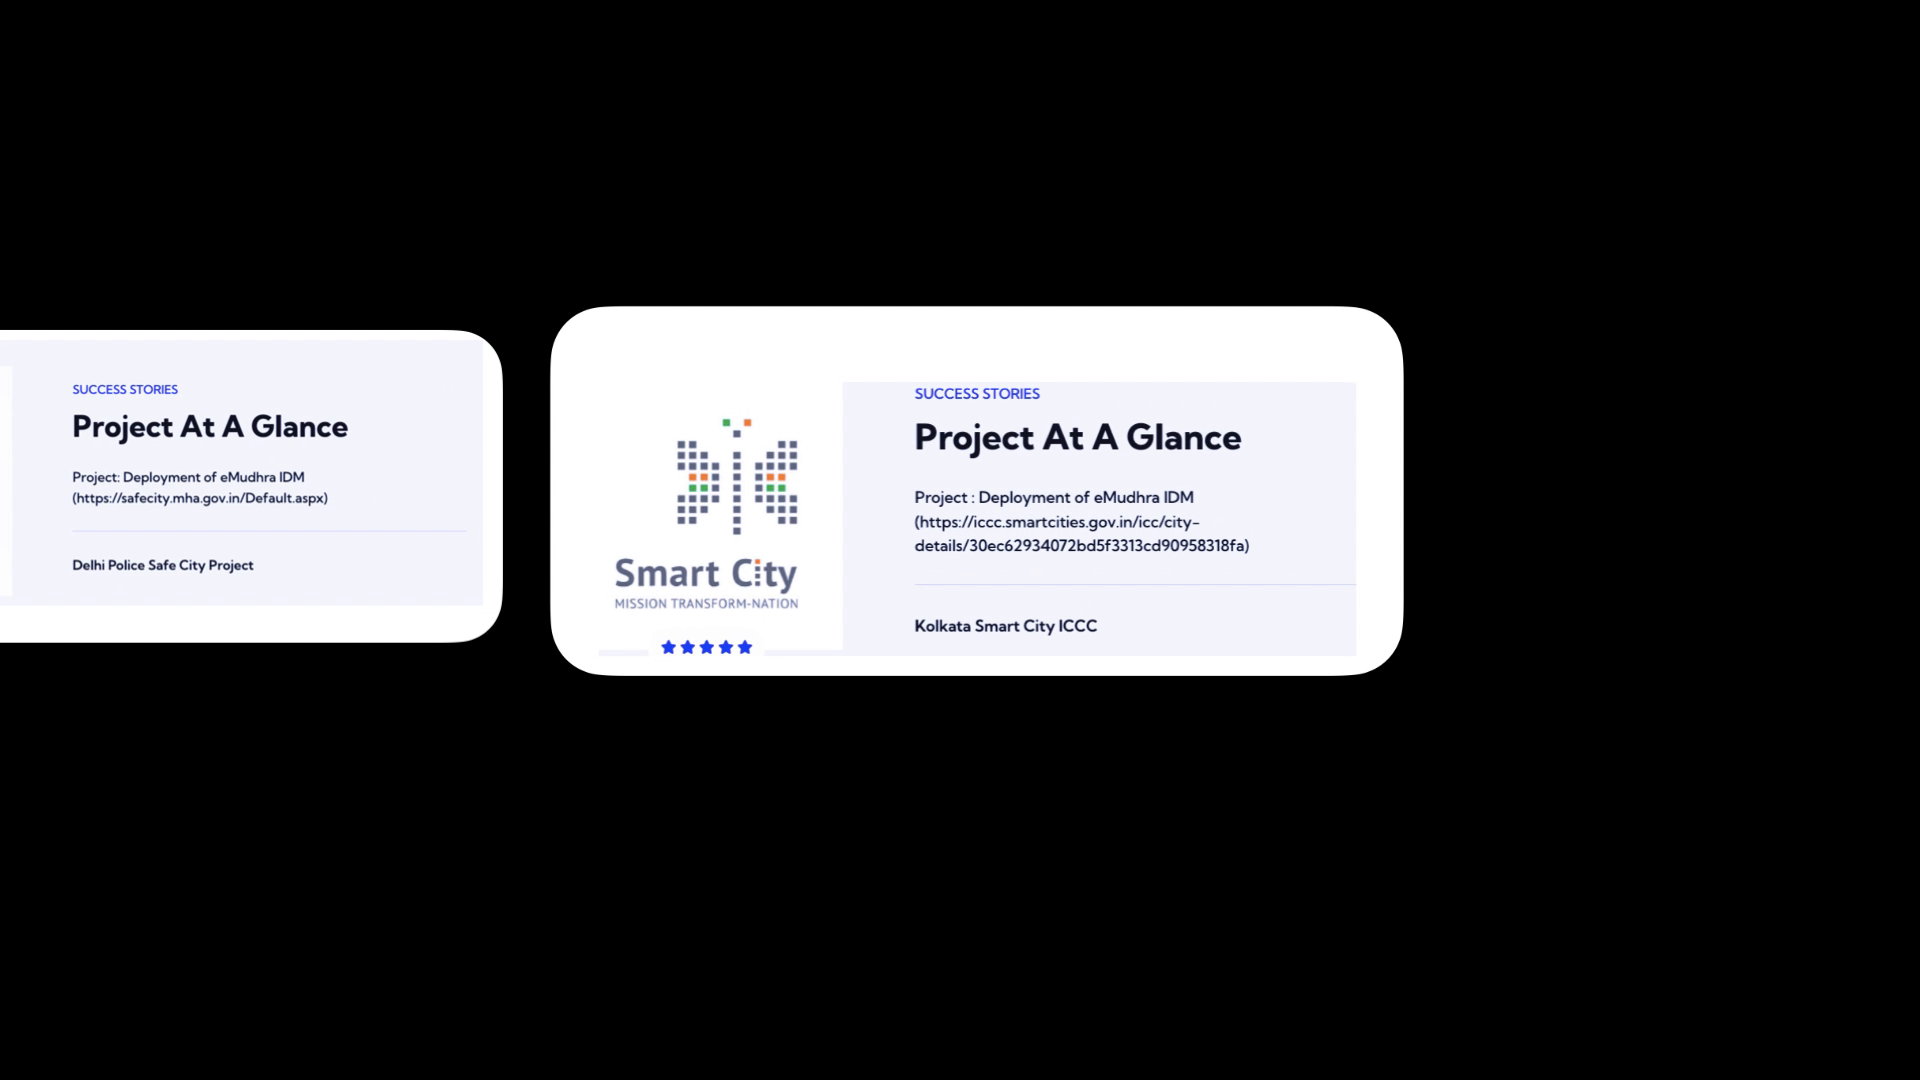 SUCCESS STORIES
Project At A Glance
Project: Deployment of eMudhra IDM
(https://safecity.mha.gov.in/Default.aspx)
Delhi Police Safe City Project
Smart City
MISSION TRANSFORM-NATION
SUCCESS STORIES
Project At A Glance
Project : Deployment of eMudhra IDM
(https://iccc.smartcities.gov.in/icc/city-
details/30ec62934072bd5f3313cd90958318fa)
Kolkata Smart City ICCC